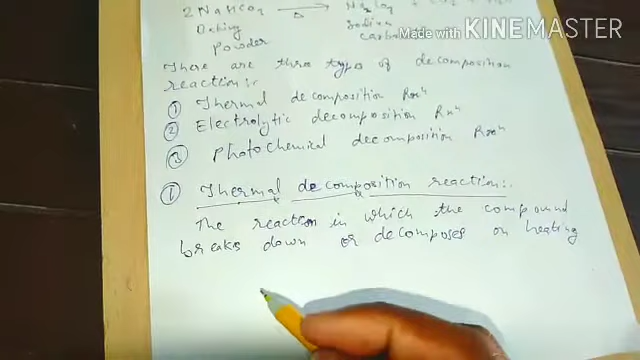 2 NaHCO3 → Na2CO3 +
Δ
Baking sodium
Powder
Made with KINEMASTER
There are three types of decomposition
reaction:-
① Thermal decomposition Rxn
② Electrolytic decomposition Rxn
③ Photochemical decomposition Rxn
① Thermal decomposition reaction:-
The reaction in which the compound
breaks down or decomposes on heating